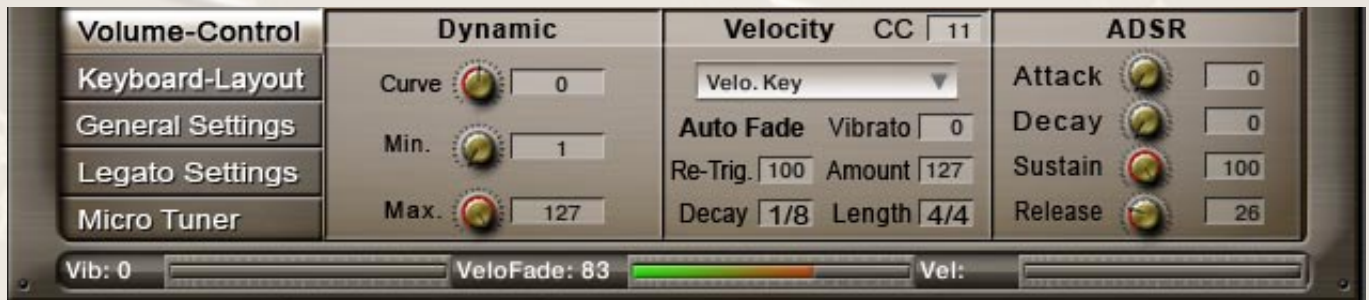 Volume-Control
Keyboard-Layout
General Settings
Legato Settings
Micro Tuner
Dynamic
Curve 0
Min. 1
Max. 127
Velocity CC 11
Velo. Key
Auto Fade Vibrato 0
Re-Trig. 100 Amount 127
Decay 1/8 Length 4/4
ADSR
Attack 0
Decay 0
Sustain 100
Release 26
Vib: 0 VeloFade: 83 Vel: